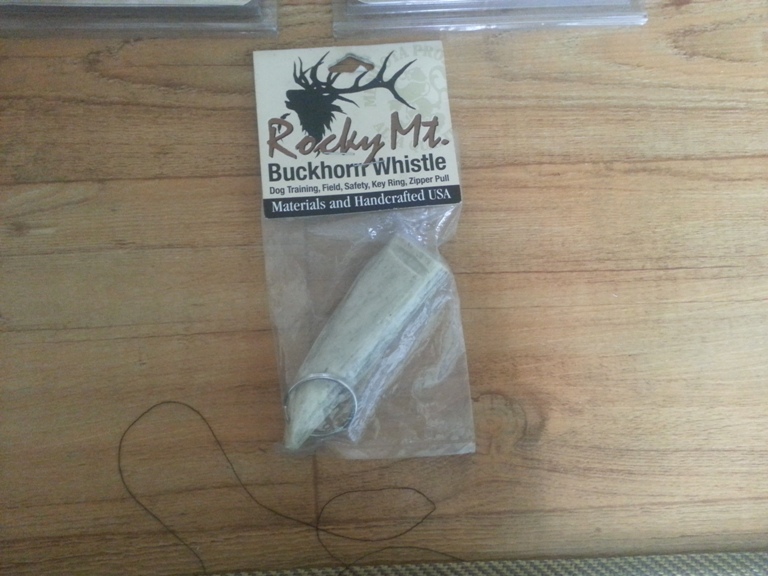 Rocky Mt.
Buckhorn Whistle
Dog Training, Field, Safety, Key Ring, Zipper Pull
Materials and Handcrafted USA